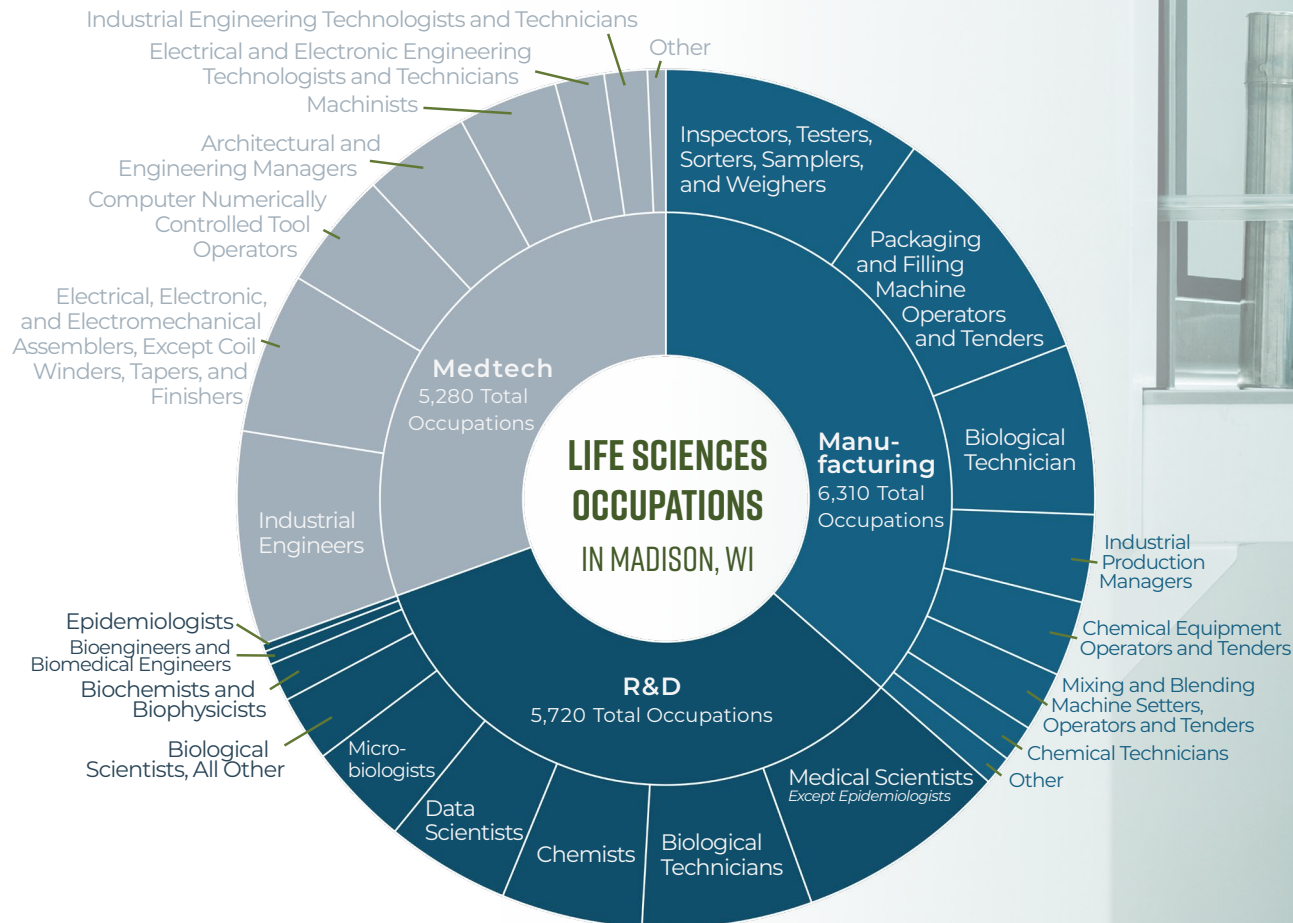 Industrial Engineering Technologists and Technicians
Electrical and Electronic Engineering
Technologists and Technicians
Machinists
Architectural and
Engineering Managers
Computer Numerically
Controlled Tool
Operators
Electrical, Electronic,
and Electromechanical
Assemblers, Except Coil
Winders, Tapers, and
Finishers
Industrial
Engineers
Other
Medtech
5,280 Total
Occupations
LIFE SCIENCES
OCCUPATIONS
IN MADISON, WI
Inspectors, Testers,
Sorters, Samplers,
and Weighers
Packaging
and Filling
Machine
Operators
and Tenders
Biological
Technician
Manu-
facturing
6,310 Total
Occupations
Industrial
Production
Managers
Chemical Equipment
Operators and Tenders
Mixing and Blending
Machine Setters,
Operators and Tenders
Chemical Technicians
Other
R&D
5,720 Total Occupations
Medical Scientists
Except Epidemiologists
Biological
Technicians
Chemists
Data
Scientists
Micro-
biologists
Biological
Scientists, All Other
Biochemists and
Biophysicists
Bioengineers and
Biomedical Engineers
Epidemiologists